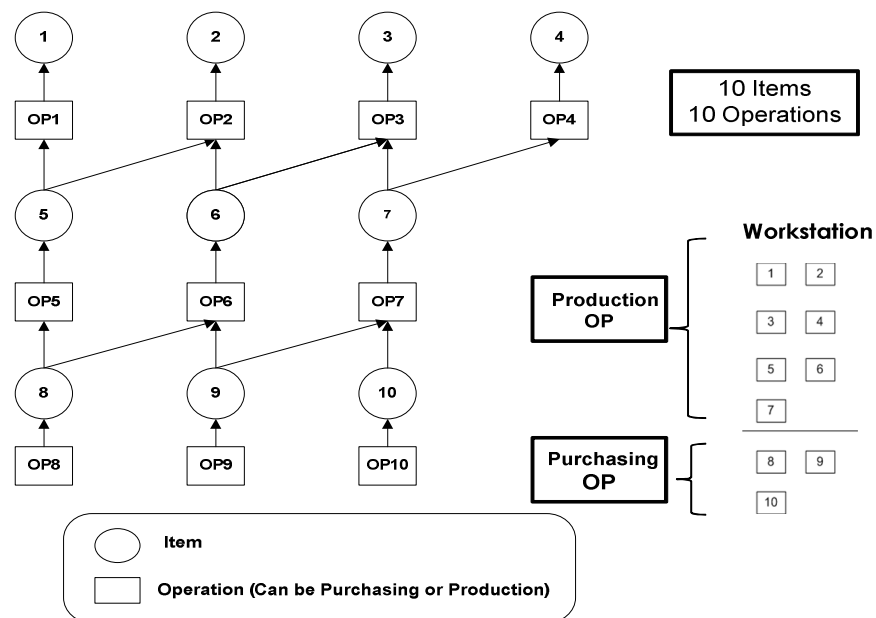 1 2 3 4
OP1 OP2 OP3 OP4
10 Items
10 Operations
5 6 7
Workstation
1 2
Production
OP
3 4
OP5 OP6 OP7
5 6
7
8 9 10
Purchasing
OP
8 9
10
OP8 OP9 OP10
Item
Operation (Can be Purchasing or Production)